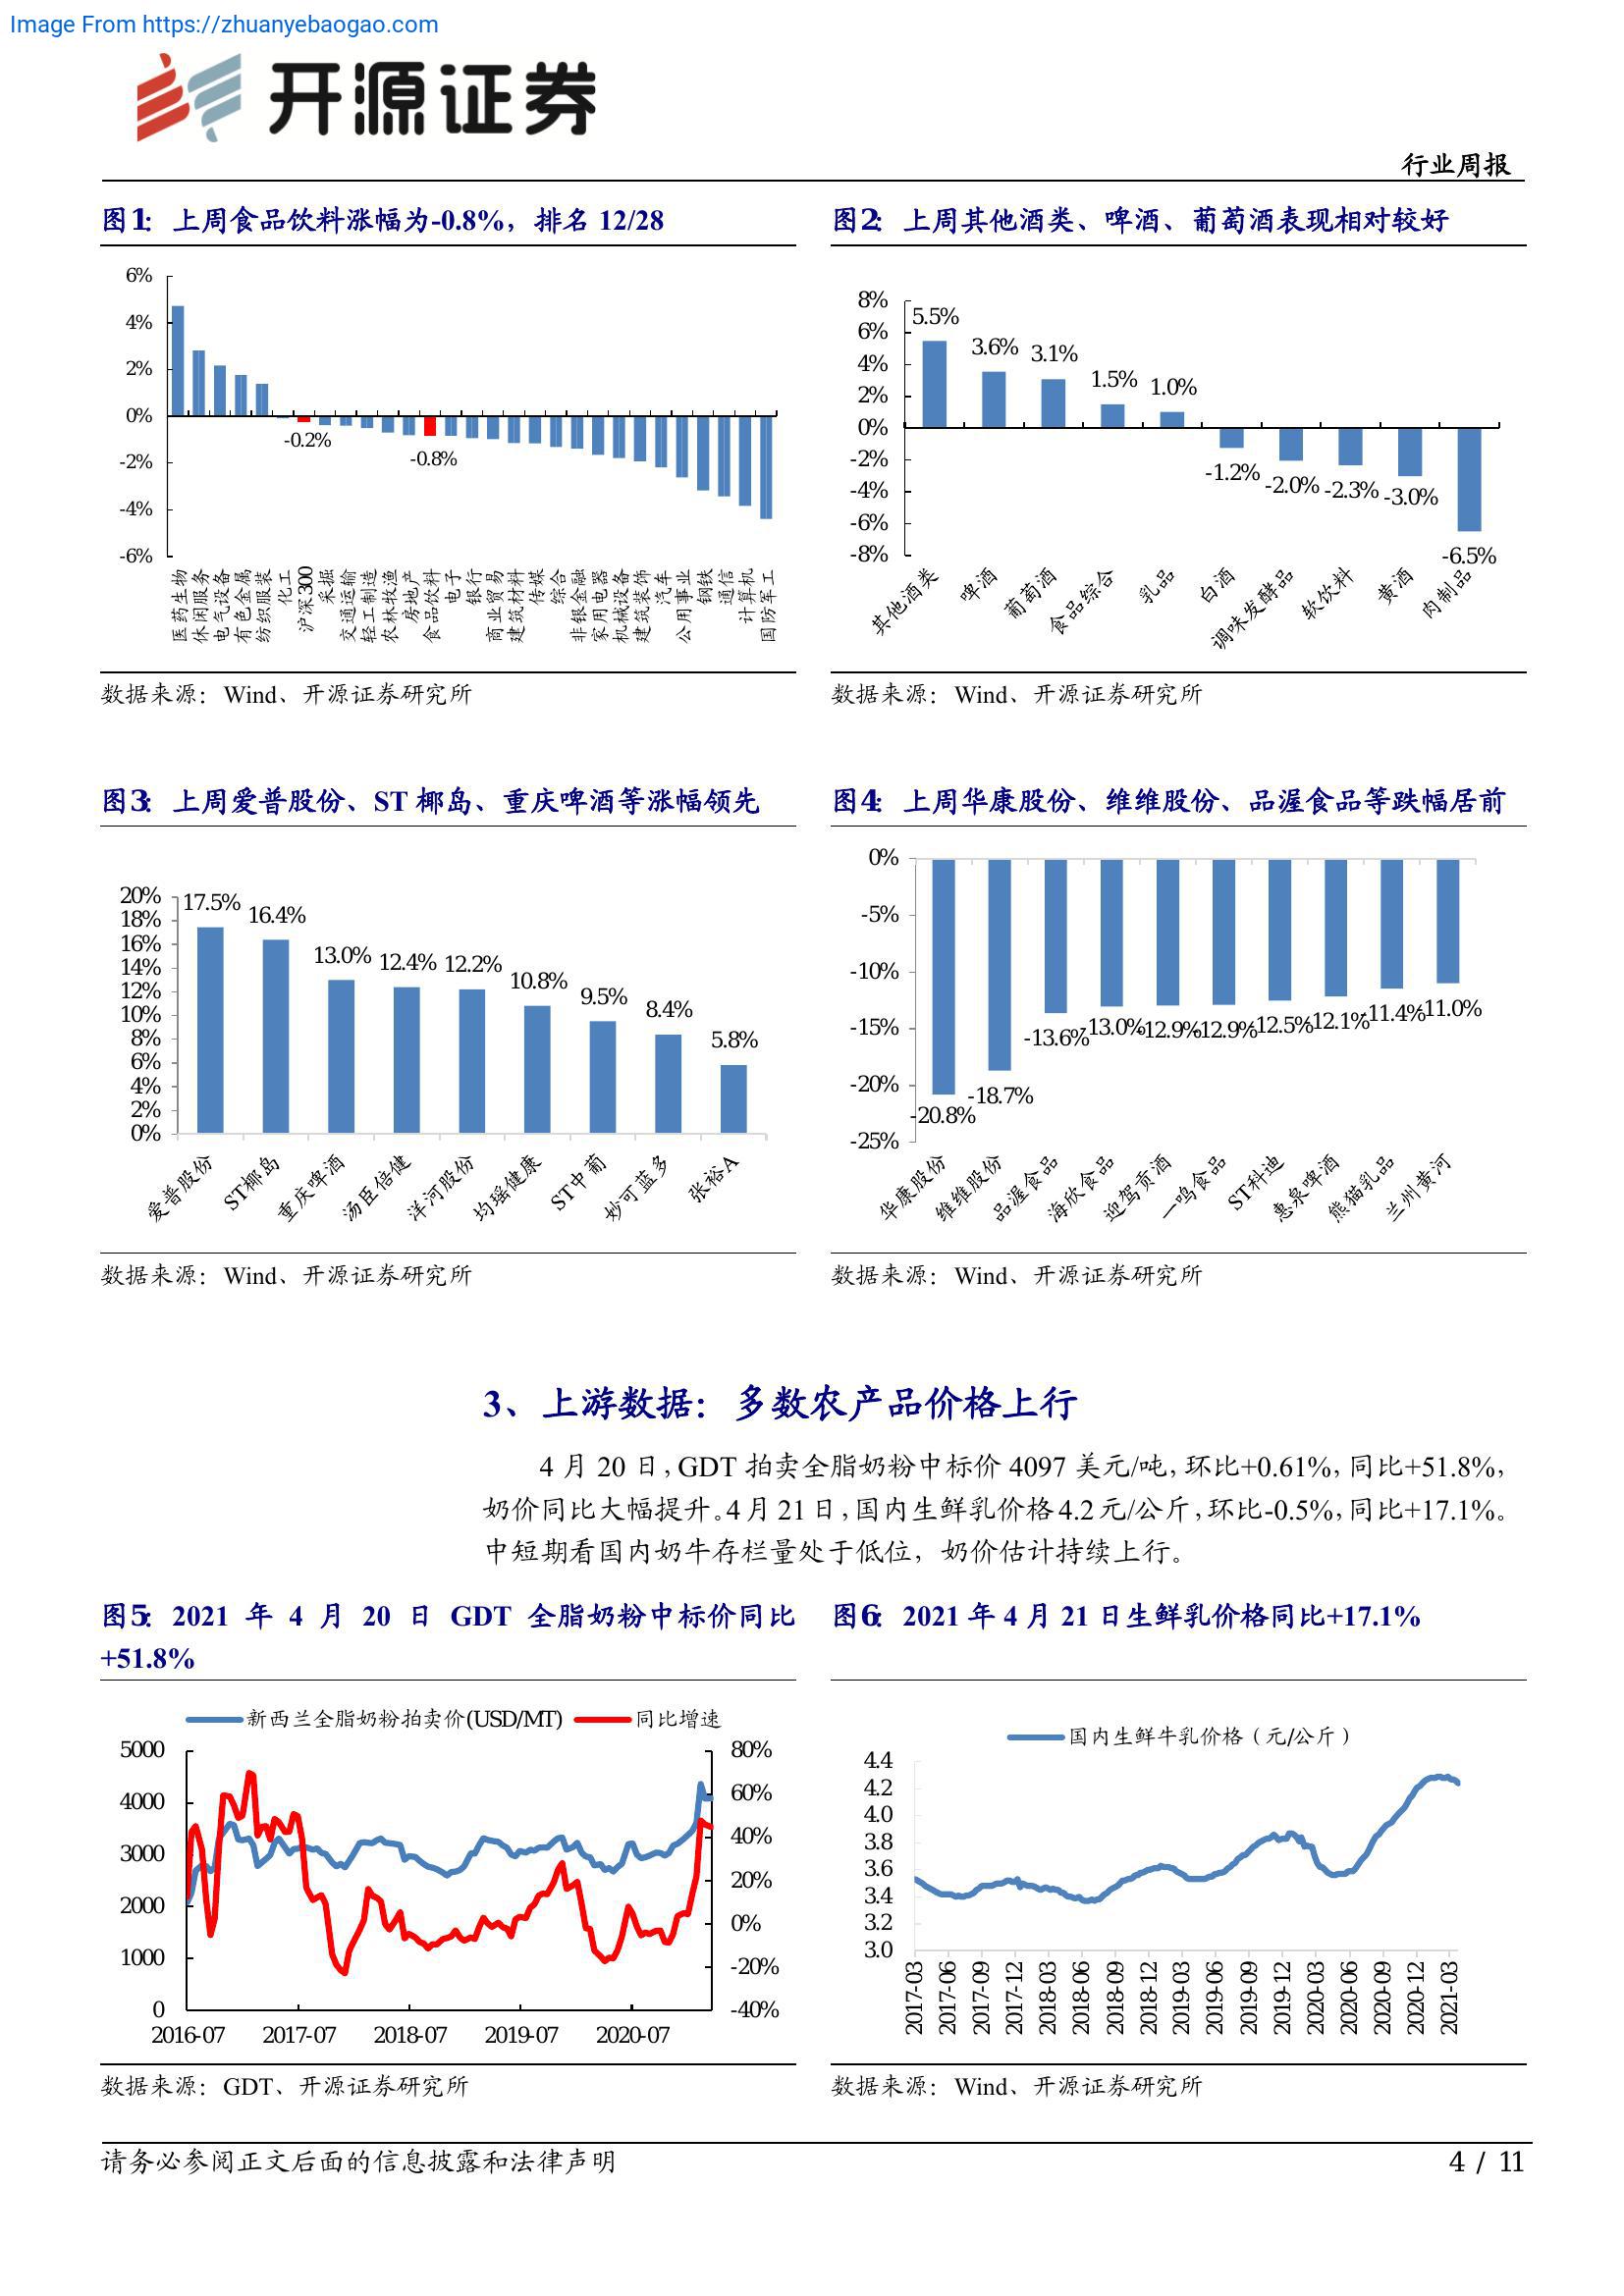 Image From https://zhuanyebaogao.com
开源证券
行业周报
图1： 上周食品饮料涨幅为-0.8%，排名 12/28
6%
4%
2%
0%
-2%
-4%
-6%
-0.2%
-0.8%
医药生物
休闲服务
电气设备
有色金属
纺织服装
化工
沪深300
采掘
交通运输
轻工制造
农林牧渔
房地产
食品饮料
电子
银行
商业贸易
建筑材料
传媒
综合
非银金融
家用电器
机械设备
建筑装饰
汽车
公用事业
钢铁
通信
计算机
国防军工
数据来源：Wind、开源证券研究所
图2： 上周其他酒类、啤酒、葡萄酒表现相对较好
8%
6%
4%
2%
0%
-2%
-4%
-6%
-8%
5.5%
3.6%
3.1%
1.5%
1.0%
-1.2%
-2.0%
-2.3%
-3.0%
-6.5%
其他酒类
啤酒
葡萄酒
食品综合
乳品
白酒
调味发酵品
软饮料
黄酒
肉制品
数据来源：Wind、开源证券研究所
图3： 上周爱普股份、ST 椰岛、重庆啤酒等涨幅领先
20%
18%
16%
14%
12%
10%
8%
6%
4%
2%
0%
17.5%
16.4%
13.0%
12.4%
12.2%
10.8%
9.5%
8.4%
5.8%
爱普股份
ST椰岛
重庆啤酒
汤臣倍健
洋河股份
均瑶健康
ST中葡
妙可蓝多
张裕A
数据来源：Wind、开源证券研究所
图4： 上周华康股份、维维股份、品渥食品等跌幅居前
0%
-5%
-10%
-15%
-20%
-25%
-20.8%
-18.7%
-13.6%
-13.0%
-12.9%
-12.9%
-12.5%
-12.1%
-11.4%
-11.0%
华康股份
维维股份
品渥食品
海欣食品
迎驾贡酒
一鸣食品
ST科迪
惠泉啤酒
熊猫乳品
兰州黄河
数据来源：Wind、开源证券研究所
3、上游数据：多数农产品价格上行
4 月 20 日，GDT 拍卖全脂奶粉中标价 4097 美元/吨，环比+0.61%，同比+51.8%，
奶价同比大幅提升。4 月 21 日，国内生鲜乳价格 4.2 元/公斤，环比-0.5%，同比+17.1%。
中短期看国内奶牛存栏量处于低位，奶价估计持续上行。
图5： 2021 年 4 月 20 日 GDT 全脂奶粉中标价同比
+51.8%
新西兰全脂奶粉拍卖价(USD/MT)
同比增速
5000
4000
3000
2000
1000
0
80%
60%
40%
20%
0%
-20%
-40%
2016-07
2017-07
2018-07
2019-07
2020-07
数据来源：GDT、开源证券研究所
图6： 2021 年 4 月 21 日生鲜乳价格同比+17.1%
国内生鲜牛乳价格（元/公斤）
4.4
4.2
4.0
3.8
3.6
3.4
3.2
3.0
2017-03
2017-06
2017-09
2017-12
2018-03
2018-06
2018-09
2018-12
2019-03
2019-06
2019-09
2019-12
2020-03
2020-06
2020-09
2020-12
2021-03
数据来源：Wind、开源证券研究所
请务必参阅正文后面的信息披露和法律声明
4 / 11